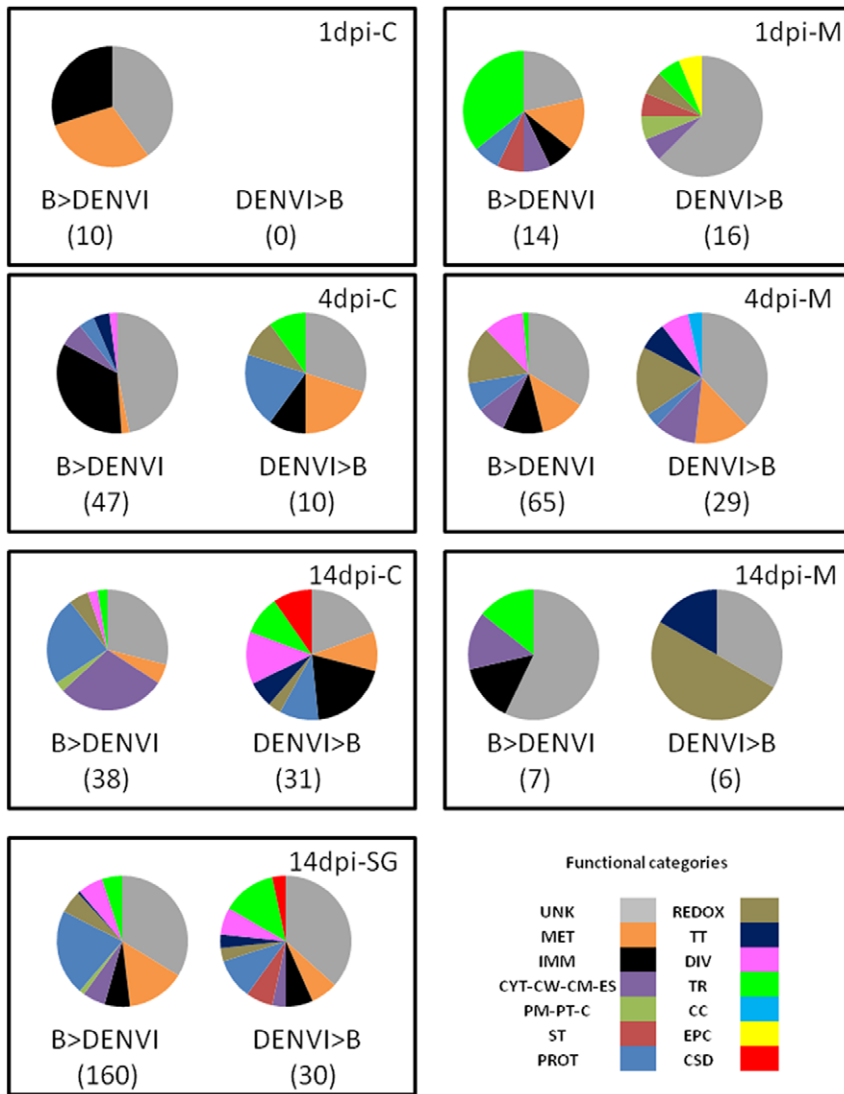 1dpi-C
B>DENVI DENVI>B
(10) (0)
1dpi-M
B>DENVI DENVI>B
(14) (16)
4dpi-C
B>DENVI DENVI>B
(47) (10)
4dpi-M
B>DENVI DENVI>B
(65) (29)
14dpi-C
B>DENVI DENVI>B
(38) (31)
14dpi-M
B>DENVI DENVI>B
(7) (6)
14dpi-SG
B>DENVI DENVI>B
(160) (30)
Functional categories
UNK REDOX
MET TT
IMM DIV
CYT-CW-CM-ES TR
PM-PT-C CC
ST EPC
PROT CSD